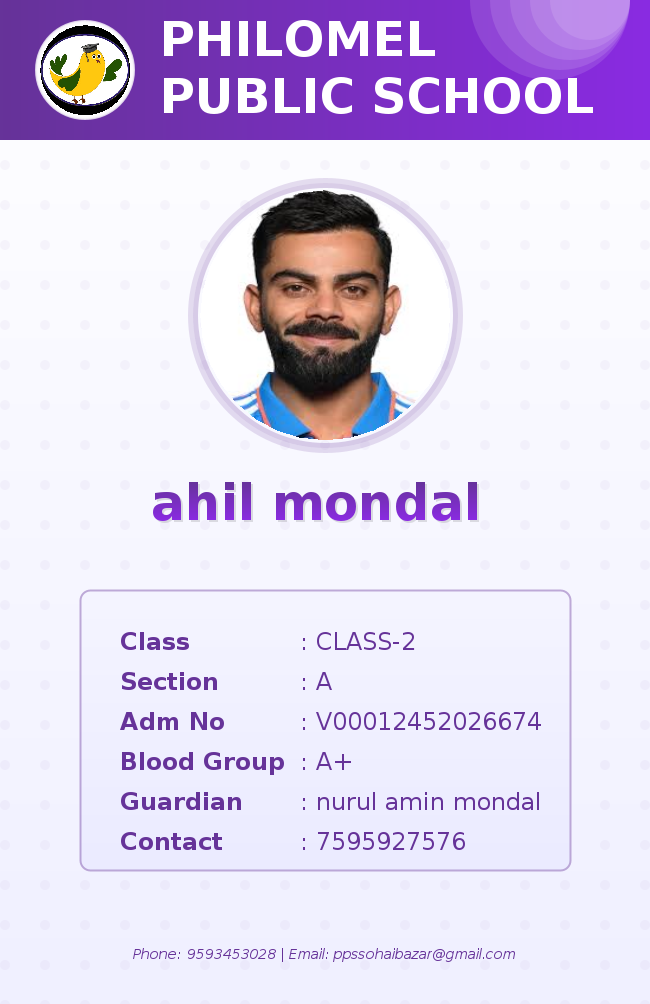 PHILOMEL
PUBLIC SCHOOL
ahil mondal
Class : CLASS-2
Section : A
Adm No : V00012452026674
Blood Group : A+
Guardian : nurul amin mondal
Contact : 7595927576
Phone: 9593453028 | Email: ppssohaibazar@gmail.com